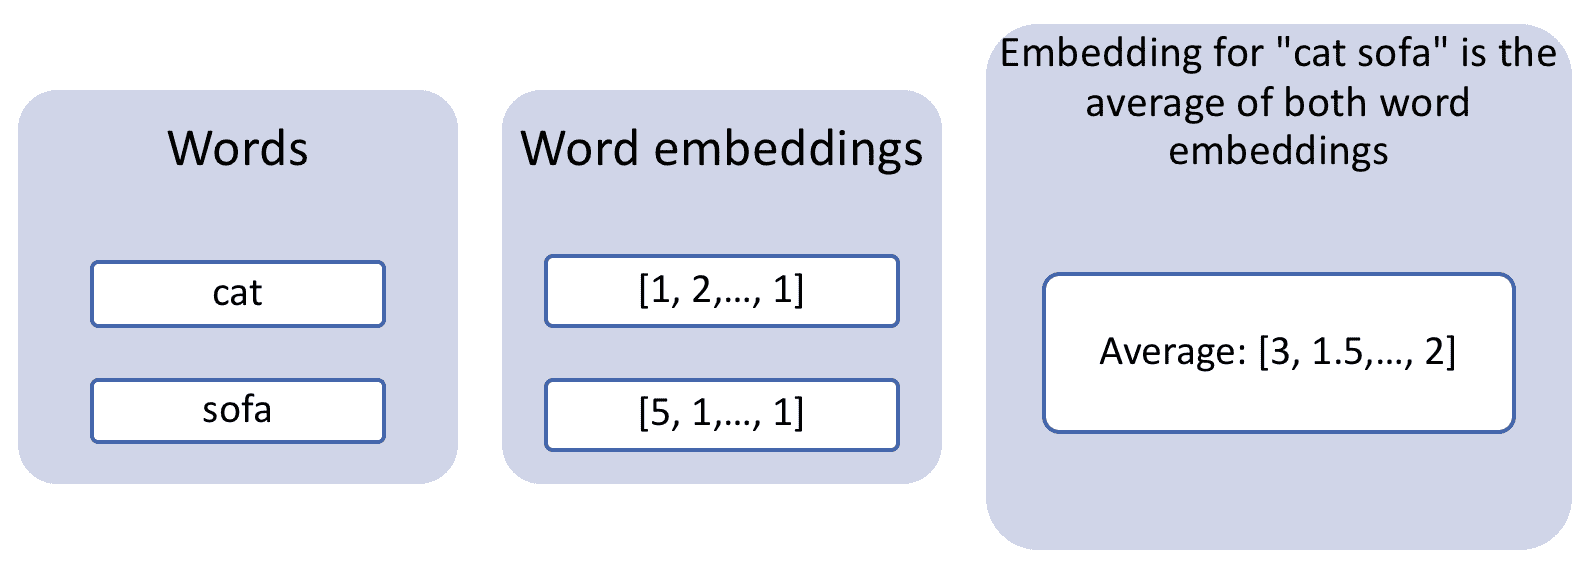 Words
cat
sofa
Word embeddings
[1, 2,..., 1]
[5, 1,..., 1]
Embedding for "cat sofa" is the
average of both word
embeddings
Average: [3, 1.5,..., 2]